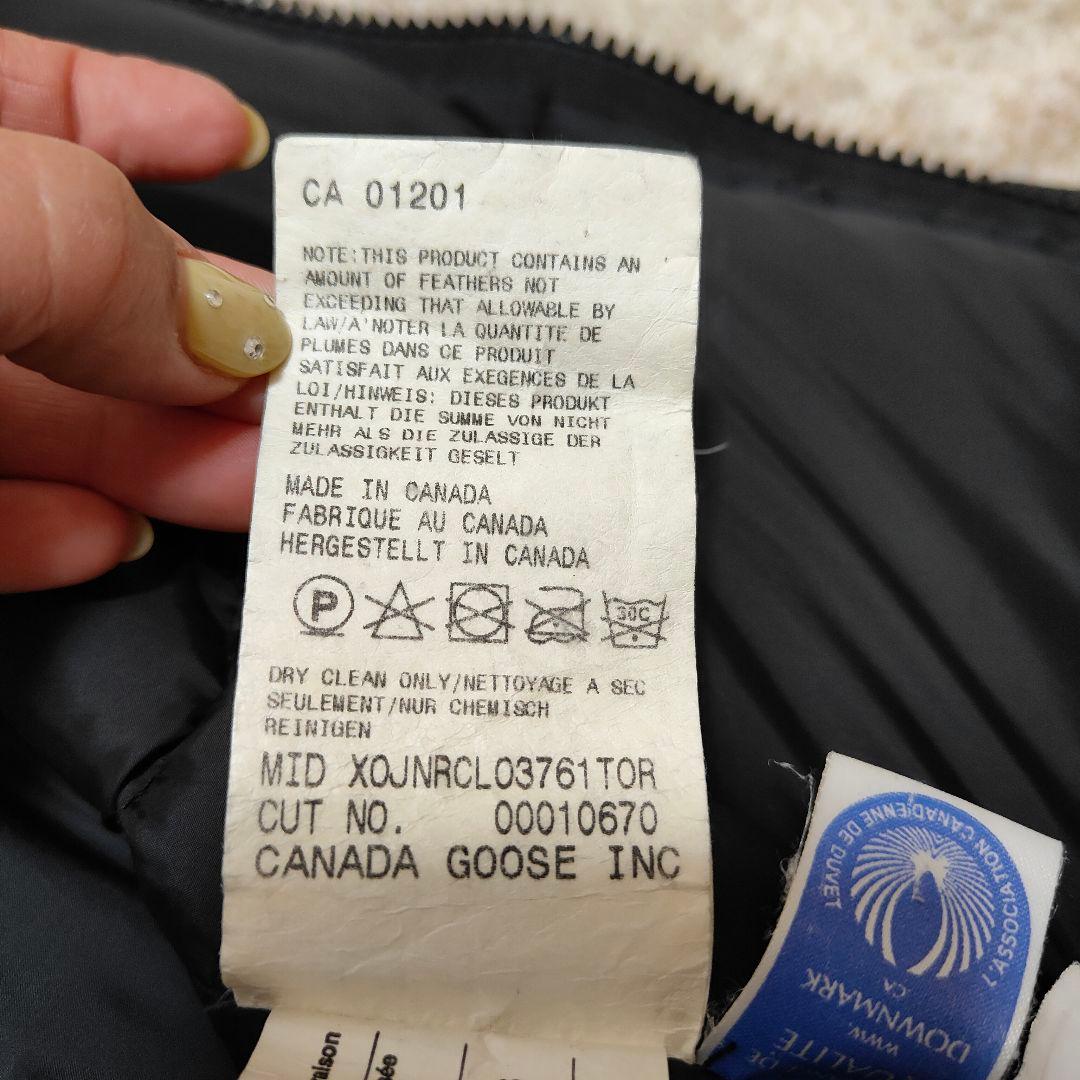 CA 01201
NOTE:THIS PRODUCT CONTAINS AN
AMOUNT OF FEATHERS NOT
EXCEEDING THAT ALLOWABLE BY
LAW/A'NOTER LA QUANTITE DE
PLUMES DANS CE PRODUIT
SATISFAIT AUX EXEGENCES DE LA
LOI/HINWEIS: DIESES PRODUKT
ENTHALT DIE SUMME VON NICHT
MEHR ALS DIE ZULASSIGE DER
ZULASSIGKEIT GESELT
MADE IN CANADA
FABRIQUE AU CANADA
HERGESTELLT IN CANADA
P
30C
DRY CLEAN ONLY/NETTOYAGE A SEC
SEULEMENT/NUR CHEMISCH
REINIGEN
MID XOJNRCL03761TOR
CUT NO. 00010670
CANADA GOOSE INC
L'ASSOCIATION CANADIENNE DE DUVET
CA
DOWNMARK
www.